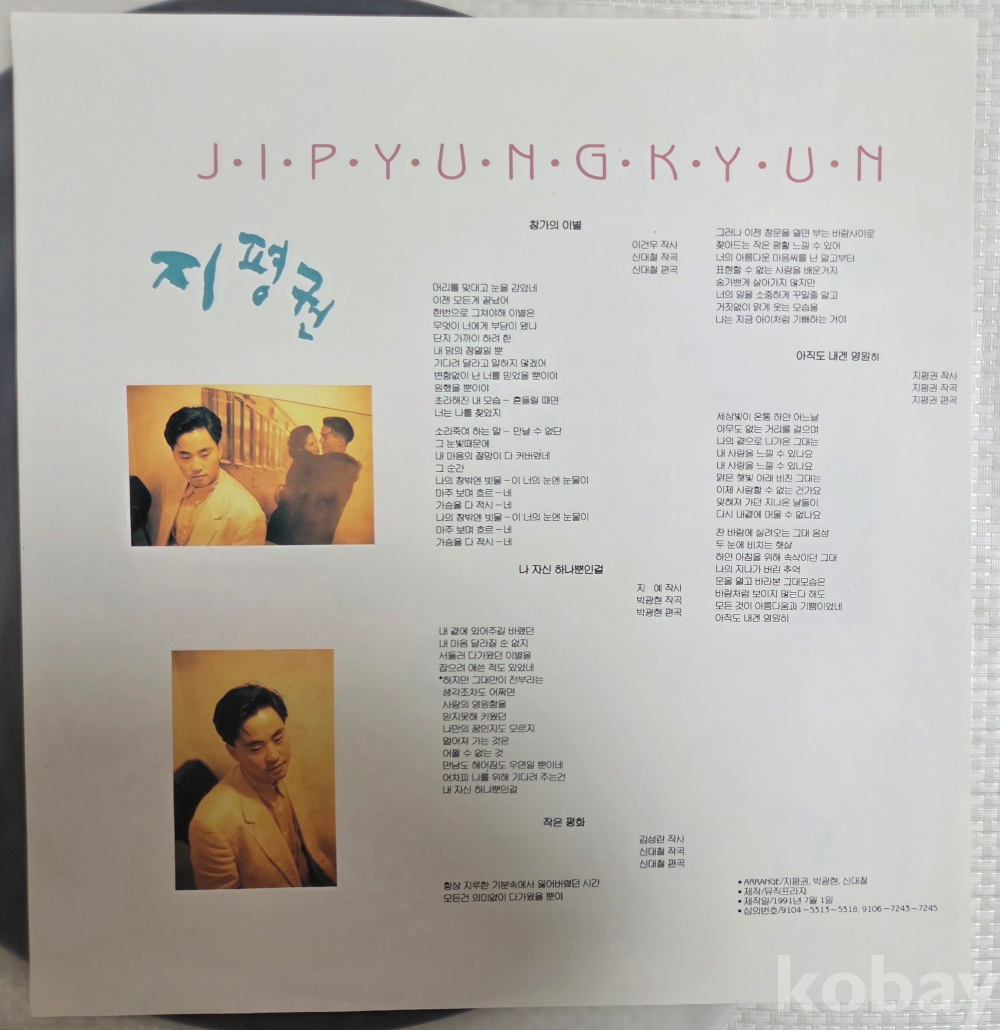 J·I·P·Y·U·N·G·K·Y·U·N
지평권
창가의 이별
이건우 작사
신대철 작곡
신대철 편곡
머리를 맞대고 눈을 감았네
이젠 모든게 끝났어
한번으로 그쳐야해 이별은
무엇이 너에게 부담이 됐나
단지 가까이 하려 한
내 맘의 정열일 뿐
기다려 달라고 말하지 않겠어
변함없이 난 너를 믿었을 뿐이야
원했을 뿐이야
초라해진 내 모습 – 흔들릴 때면
너는 나를 찾았지
소리죽여 하는 말 – 만날 수 없단
그 눈빛때문에
내 마음의 절망이 다 커버렸네
그 순간
나의 창밖엔 빗물 – 이 너의 눈엔 눈물이
마주 보며 흐르 – 네
가슴을 다 적시 – 네
나의 창밖엔 빗물 – 이 너의 눈엔 눈물이
마주 보며 흐르 – 네
가슴을 다 적시 – 네
나 자신 하나뿐인걸
지 예 작사
박광현 작곡
박광현 편곡
내 곁에 있어주길 바랬던
내 마음 달라질 순 없지
서둘러 다가왔던 이별을
잡으려 애쓴 적도 있었네
*하지만 그대만이 전부라는
생각조차도 어쩌면
사랑의 영원함을
믿지못해 키웠던
나만의 꿈인지도 모르지
멀어져 가는 것은
어쩔 수 없는 것
만남도 헤어짐도 우연일 뿐이네
어차피 나를 위해 기다려 주는건
내 자신 하나뿐인걸
작은 평화
김성란 작사
신대철 작곡
신대철 편곡
항상 지루한 기분속에서 잃어버렸던 시간
모든건 의미없이 다가왔을 뿐야
그러나 이젠 창문을 열면 부는 바람사이로
찾아드는 작은 평활 느낄 수 있어
너의 아름다운 마음씨를 난 알고부터
표현할 수 없는 사랑을 배운거지
숨가쁘게 살아가지 않지만
너의 일을 소중하게 꾸밀줄 알고
거짓없이 맑게 웃는 모습을
나는 지금 아이처럼 기뻐하는 거야
아직도 내겐 영원히
지평권 작사
지평권 작곡
지평권 편곡
세상빛이 온통 하얀 어느날
아무도 없는 거리를 걸으며
나의 곁으로 나가온 그대는
내 사랑을 느낄 수 있나요
내 사랑을 느낄 수 있나요
맑은 햇빛 아래 비친 그대는
이제 사랑할 수 없는 건가요
잊혀져 가던 지나온 날들이
다시 내곁에 머물 수 없나요
찬 바람에 실려오는 그대 음성
두 눈에 비치는 햇살
하얀 아침을 위해 속삭이던 그대
나의 지나가 버린 추억
문을 열고 바라본 그대모습은
바람처럼 보이지 않는다 해도
모든 것이 아름다움과 기쁨이었네
아직도 내겐 영원히
• ARRANGE/지평권, 박광현, 신대철
• 제작/뮤직프라자
• 제작일/1991년 7월 1일
• 심의번호/9104–5313~5318, 9106–7243~7245
kobay